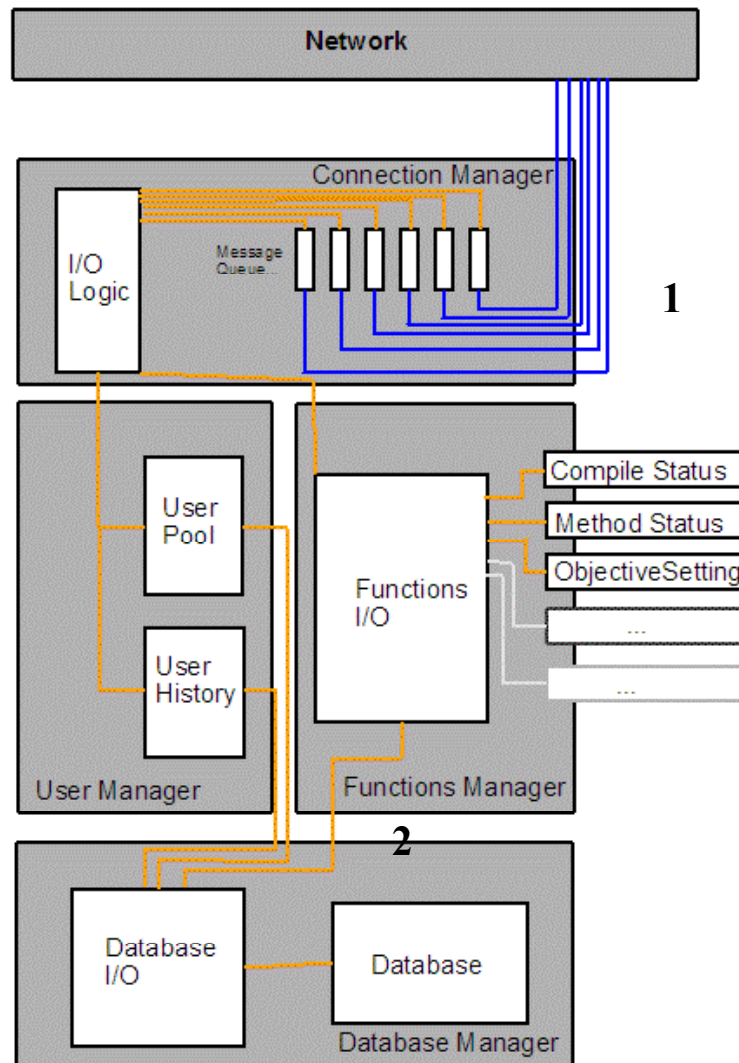 Network
Connection Manager
I/O
Logic
Message
Queue...
1
User
Pool
User
History
User Manager
Functions
I/O
Compile Status
Method Status
ObjectiveSetting
...
...
Functions Manager
2
Database
I/O
Database
Database Manager